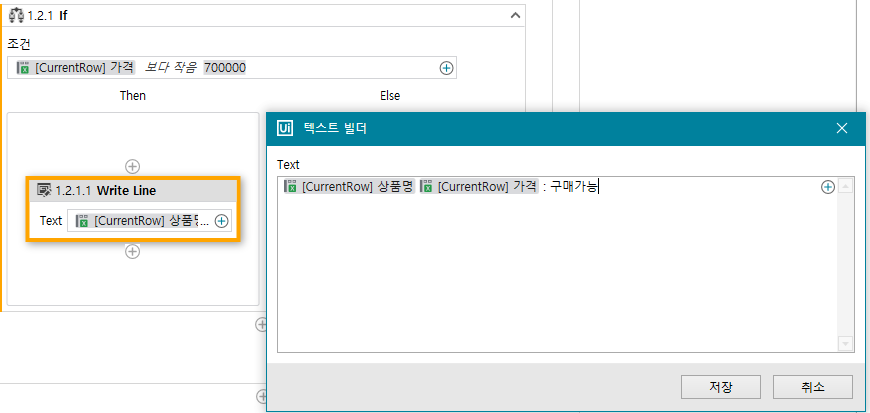 1.2.1 If
조건
[CurrentRow] 가격 보다 작음 700000
Then Else
1.2.1.1 Write Line
Text [CurrentRow] 상품명...
Ui 텍스트 빌더
Text
[CurrentRow] 상품명 [CurrentRow] 가격 : 구매가능
저장 취소